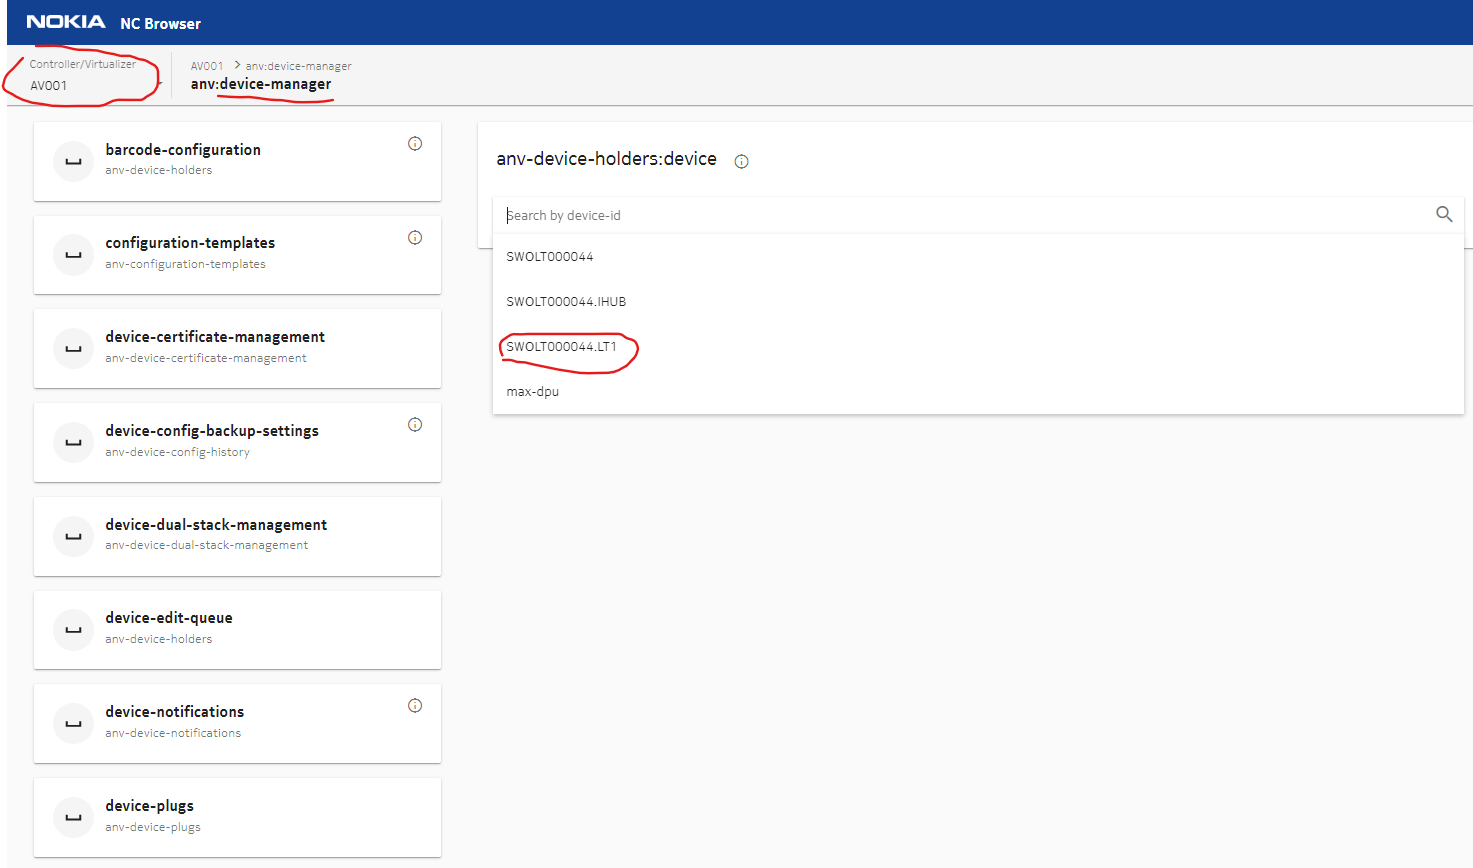 NOKIA NC Browser
Controller/Virtualizer
AV001
AV001 > anv:device-manager
anv:device-manager
barcode-configuration
anv-device-holders
configuration-templates
anv-configuration-templates
device-certificate-management
anv-device-certificate-management
device-config-backup-settings
anv-device-config-history
device-dual-stack-management
anv-device-dual-stack-management
device-edit-queue
anv-device-holders
device-notifications
anv-device-notifications
device-plugs
anv-device-plugs
anv-device-holders:device
Search by device-id
SWOLT000044
SWOLT000044.IHUB
SWOLT000044.LT1
max-dpu